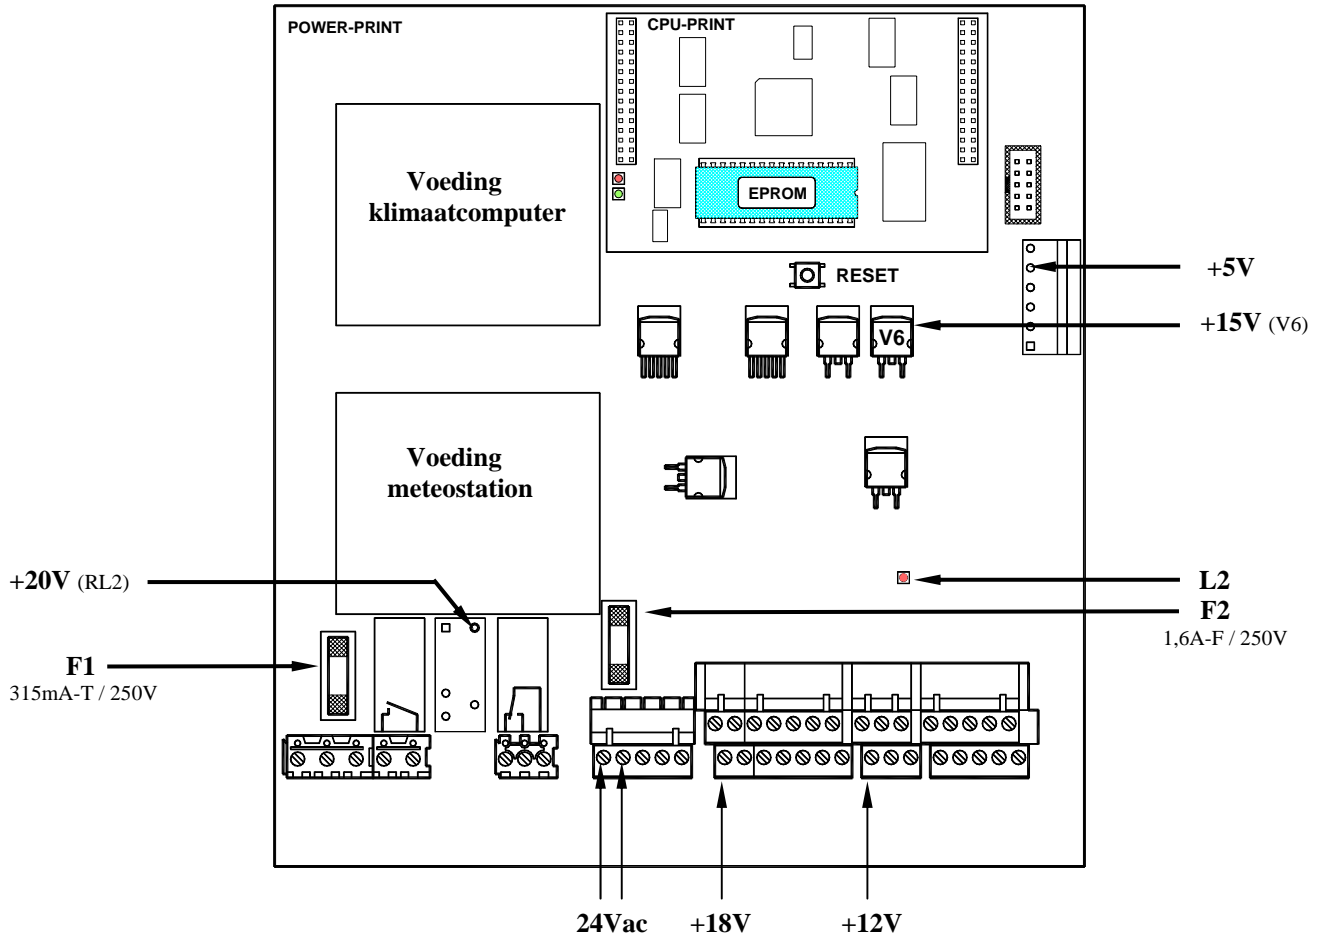 POWER-PRINT
CPU-PRINT
Voeding
klimaatcomputer
EPROM
RESET
+5V
+15V (V6)
V6
Voeding
meteostation
+20V (RL2)
L2
F2
1,6A-F / 250V
F1
315mA-T / 250V
24Vac
+18V
+12V